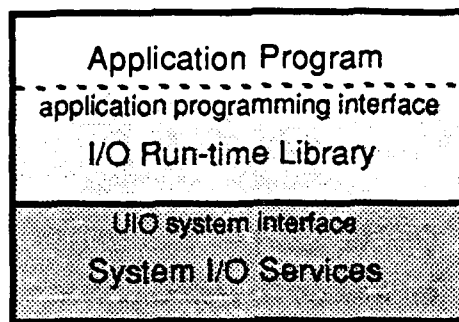 Application Program
application programming interface
I/O Run-time Library
UIO system interface
System I/O Services